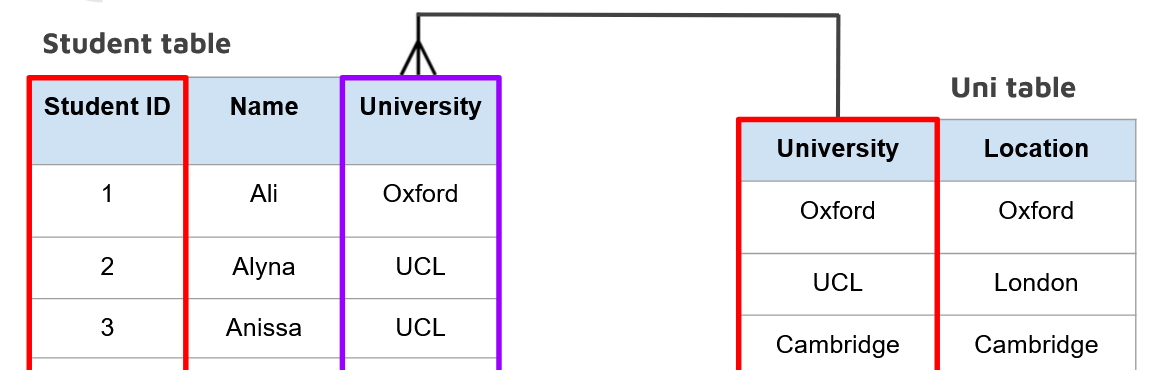 Student table
Student ID Name University
1 Ali Oxford
2 Alyna UCL
3 Anissa UCL
Uni table
University Location
Oxford Oxford
UCL London
Cambridge Cambridge